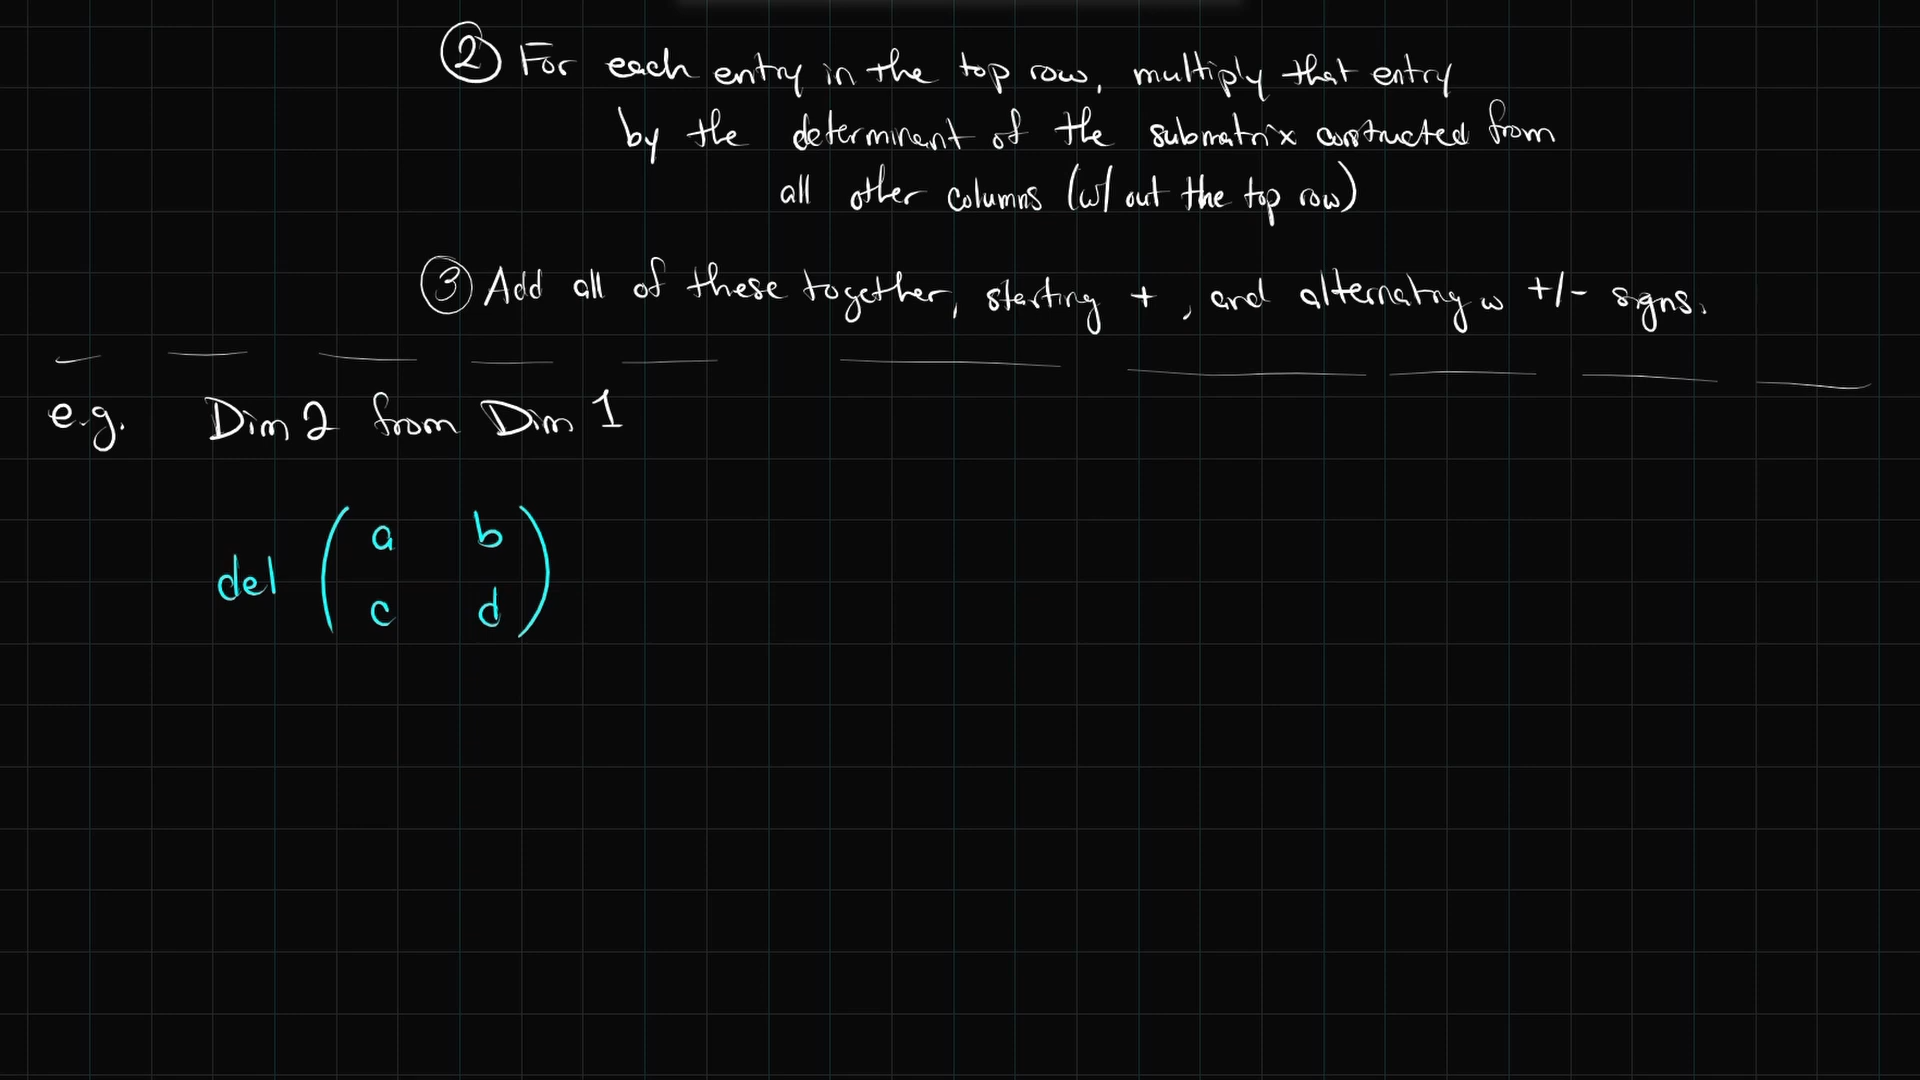 ② For each entry in the top row, multiply that entry
by the determinant of the submatrix constructed from
all other columns (w/ out the top row)
③ Add all of these together, starting +, and alternating w +/- signs.
e.g. Dim 2 from Dim 1
del ( a b
c d )